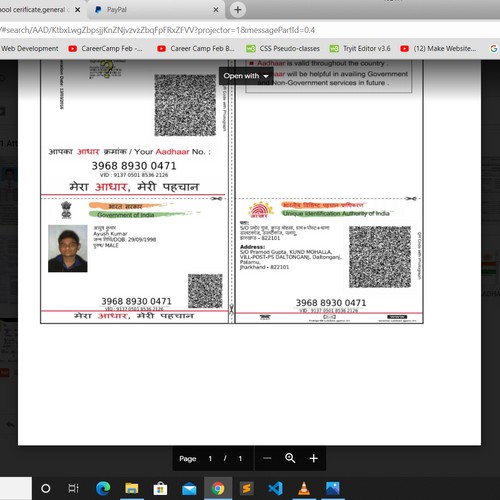 ool cerificate,general i × PayPal × +
/#search/AAD/KtbxLwgZbpsjjKnZNjvzvzZbqFpFRxZFVV?projector=1&messagePartId=0.4
Web Development CareerCamp Feb -... CareerCamp Feb B... CSS Pseudo-classes Tryit Editor v3.6 (12) Make Website...
Open with
Aadhaar is valid throughout the country .
Aadhaar will be helpful in availing Government
and Non-Government services in future .
आपका आधार क्रमांक / Your Aadhaar No. :
3968 8930 0471
VID : 9137 0501 8536 2126
मेरा आधार, मेरी पहचान
भारत सरकार
Government of India
Ayush Kumar
जन्म तिथि/DOB: 29/09/1998
पुरुष/ MALE
3968 8930 0471
VID : 9137 0501 8536 2126
मेरा आधार, मेरी पहचान
भारतीय विशिष्ट पहचान प्राधिकरण
Unique Identification Authority of India
पता:
झारखण्ड - 822101
Address:
S/O Pramod Gupta, KUND MOHALLA,
VILL-POST-PS DALTONGANJ, Daltonganj,
Palamu,
Jharkhand - 822101
3968 8930 0471
VID : 9137 0501 8536 2126
Page 1 / 1 − +